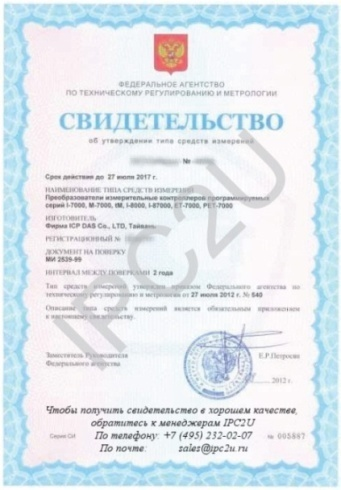 ФЕДЕРАЛЬНОЕ АГЕНТСТВО
ПО ТЕХНИЧЕСКОМУ РЕГУЛИРОВАНИЮ И МЕТРОЛОГИИ
СВИДЕТЕЛЬСТВО
об утверждении типа средств измерений
№
Срок действия до 27 июля 2017 г.
НАИМЕНОВАНИЕ ТИПА СРЕДСТВ ИЗМЕРЕНИЙ
Преобразователи измерительные контроллеров программируемых
серий I-7000, M-7000, tM, I-8000, I-87000, ET-7000, PET-7000
ИЗГОТОВИТЕЛЬ
Фирма ICP DAS Co., LTD, Тайвань
РЕГИСТРАЦИОННЫЙ №
ДОКУМЕНТ НА ПОВЕРКУ
МИ 2539-99
ИНТЕРВАЛ МЕЖДУ ПОВЕРКАМИ 2 года
Тип средств измерений утвержден приказом Федерального агентства по
техническому регулированию и метрологии от 27 июля 2012 г. № 540
Описание типа средств измерений является обязательным приложением
к настоящему свидетельству.
Заместитель Руководителя
Е.Р.Петросян
Федерального агентства
2012 г.
Чтобы получить свидетельство в хорошем качестве,
обратитесь к менеджерам IPC2U
По телефону: +7 (495) 232-02-07
По почте: sales@ipc2u.ru
Серия СИ
№ 005887
IPC2U